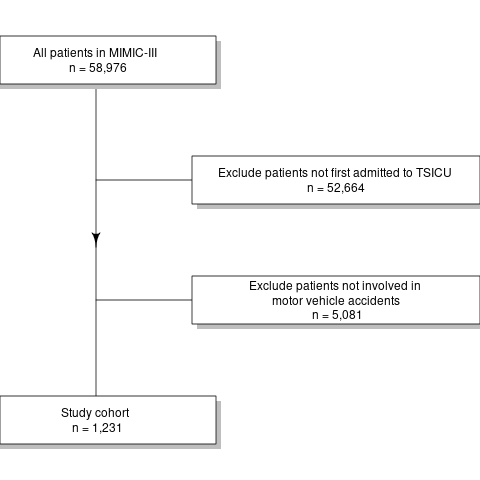 All patients in MIMIC-III
n = 58,976
Exclude patients not first admitted to TSICU
n = 52,664
Exclude patients not involved in
motor vehicle accidents
n = 5,081
Study cohort
n = 1,231